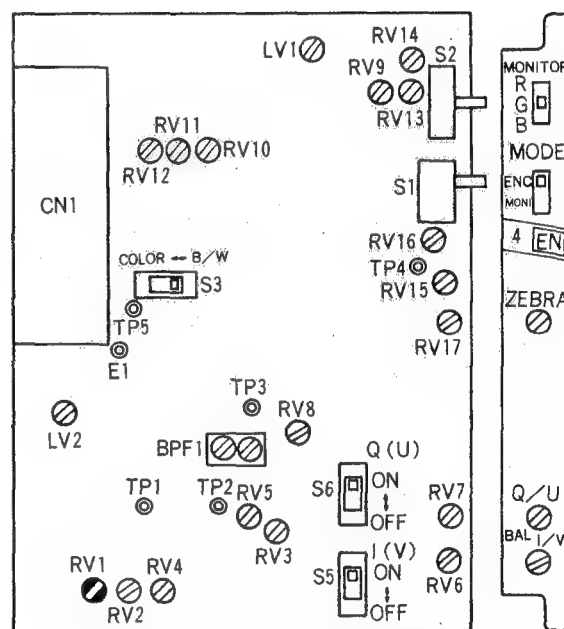 LV1
RV14
S2
RV9
RV13
MONITOR
R
G
B
RV11
RV10
RV12
MODE
S1
ENC
MONI
CN1
RV16
4 EN
COLOR ↔ B/W
TP4
S3
RV15
ZEBRA
TP5
RV17
E1
TP3
RV8
LV2
BPF1
Q (U)
S6
ON
↕
OFF
TP1
TP2
RV5
RV7
Q/U
RV3
I (V)
BAL I/V
RV1
RV4
S5
ON
↕
OFF
RV6
RV2